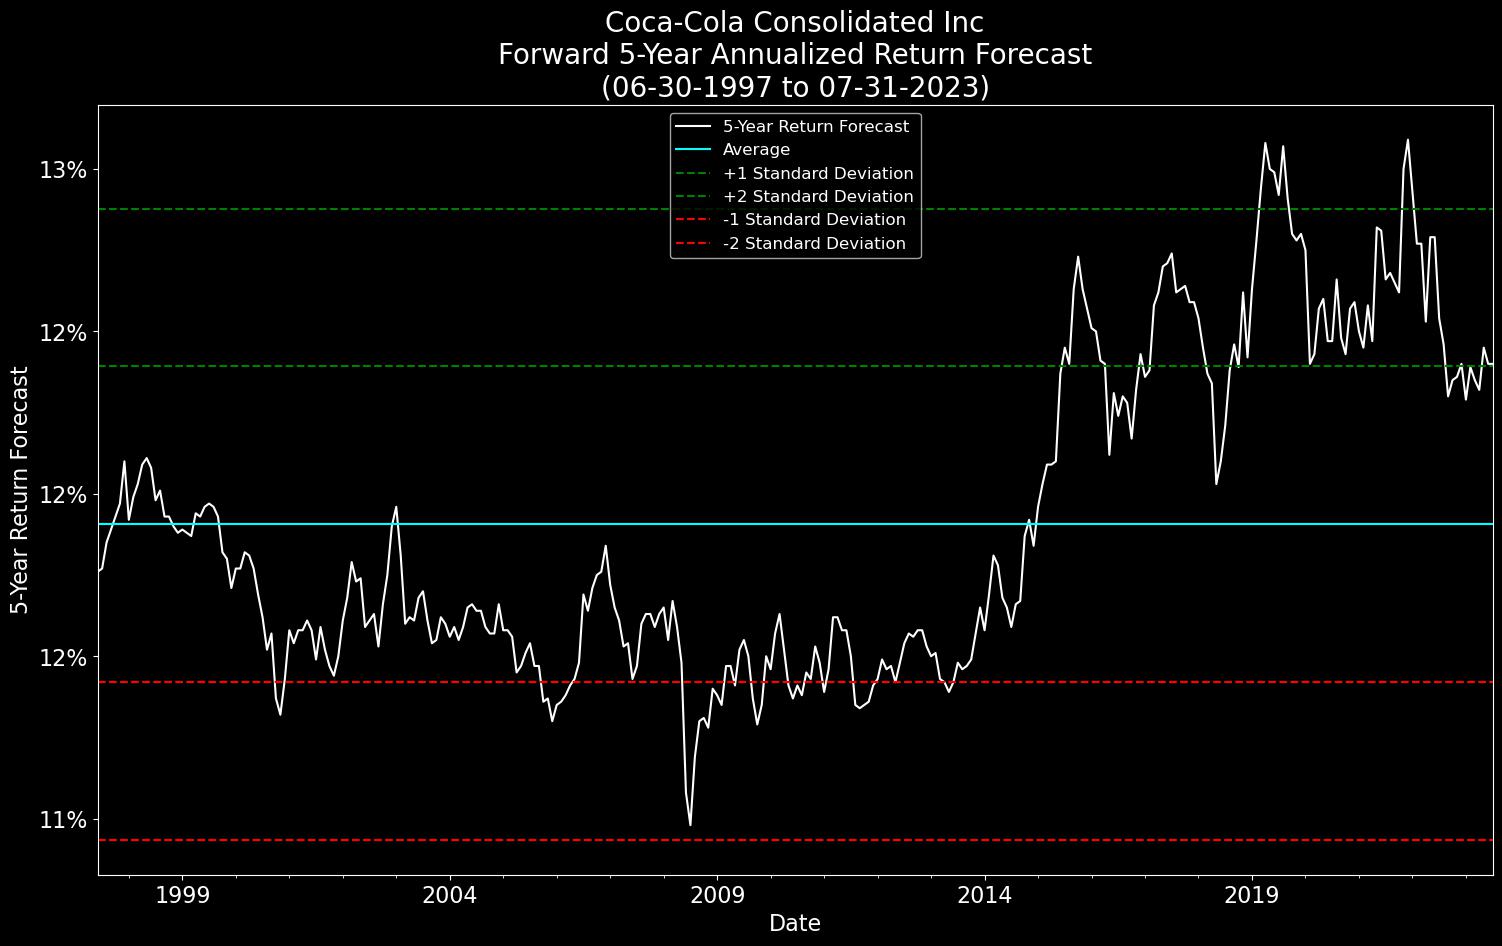 Coca-Cola Consolidated Inc
Forward 5-Year Annualized Return Forecast
(06-30-1997 to 07-31-2023)
5-Year Return Forecast
Average
+1 Standard Deviation
+2 Standard Deviation
-1 Standard Deviation
-2 Standard Deviation
13%
12%
12%
12%
11%
5-Year Return Forecast
1999
2004
2009
2014
2019
Date